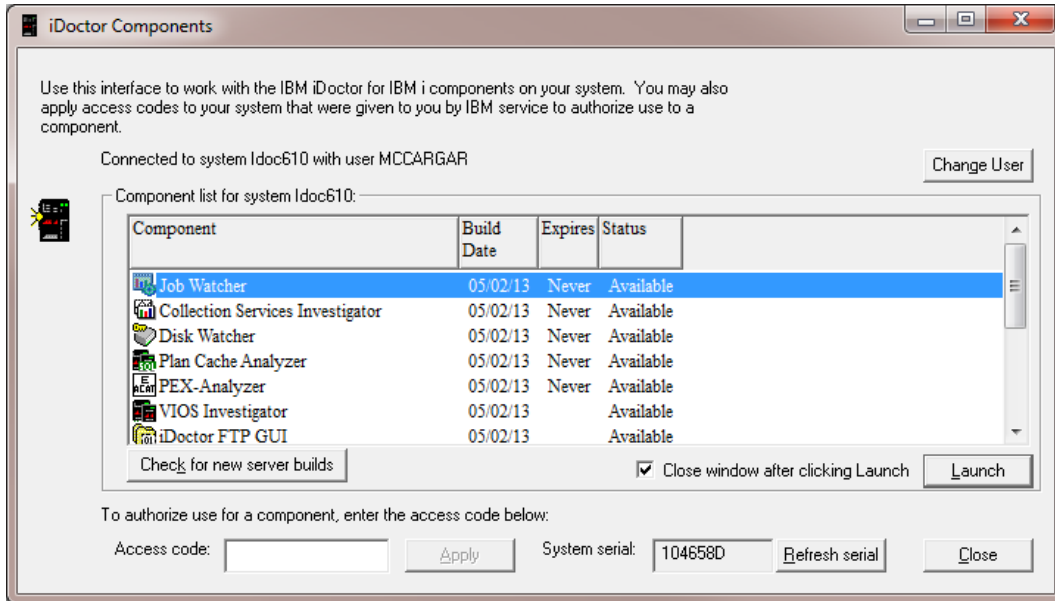 iDoctor Components
Use this interface to work with the IBM iDoctor for IBM i components on your system. You may also
apply access codes to your system that were given to you by IBM service to authorize use to a
component.
Connected to system Idoc610 with user MCCARGAR
Change User
Component list for system Idoc610:
Component Build Date Expires Status
Job Watcher 05/02/13 Never Available
Collection Services Investigator 05/02/13 Never Available
Disk Watcher 05/02/13 Never Available
Plan Cache Analyzer 05/02/13 Never Available
PEX-Analyzer 05/02/13 Never Available
VIOS Investigator 05/02/13 Available
iDoctor FTP GUI 05/02/13 Available
Check for new server builds
Close window after clicking Launch
Launch
To authorize use for a component, enter the access code below:
Access code: Apply System serial: 104658D Refresh serial Close